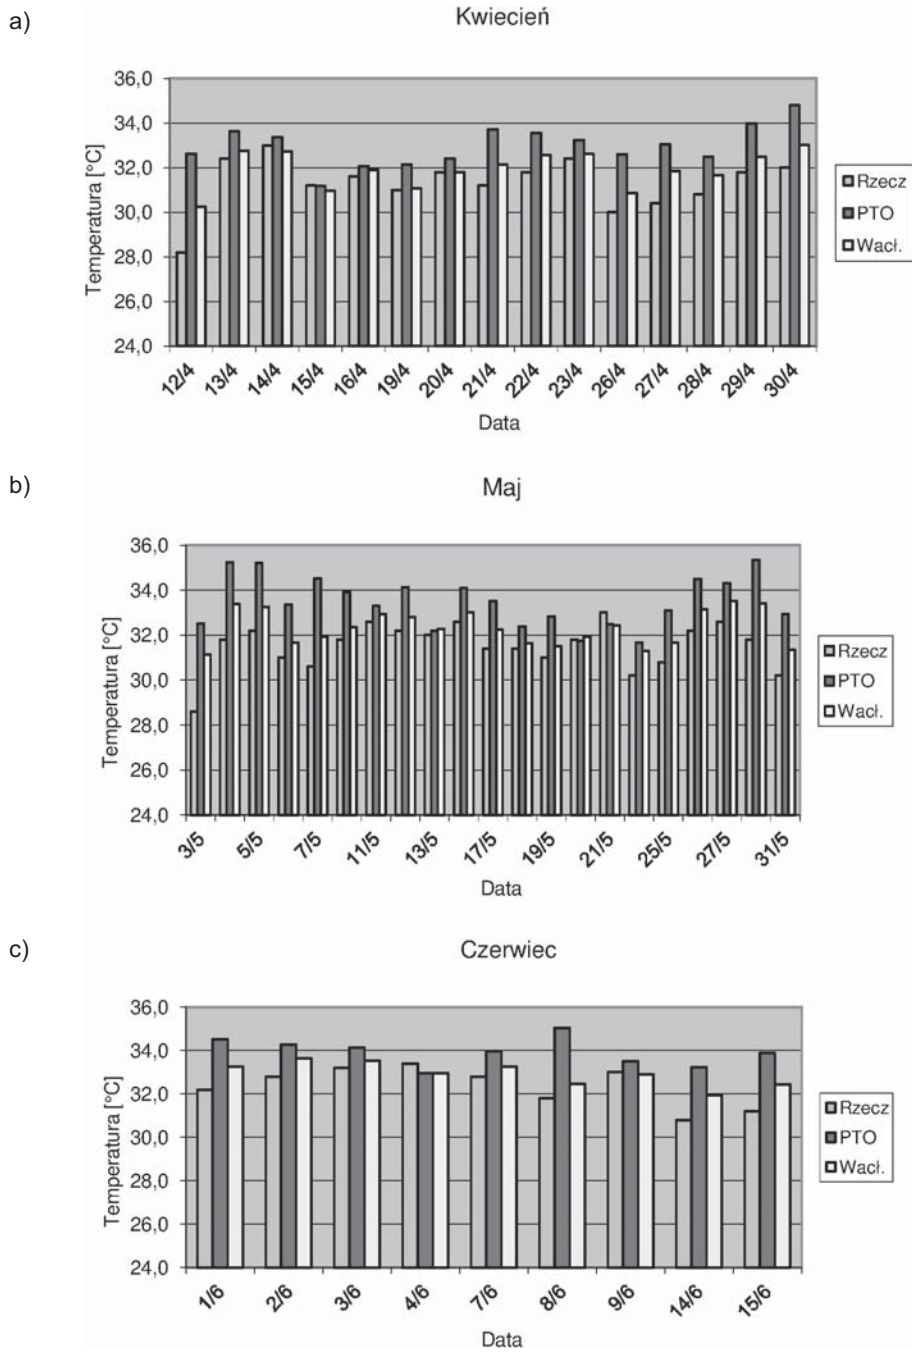 a)
Kwiecień
36,0
34,0
32,0
30,0
28,0
26,0
24,0
Temperatura [°C]
12/4 13/4 14/4 15/4 16/4 19/4 20/4 21/4 22/4 23/4 26/4 27/4 28/4 29/4 30/4
Data
Rzecz
PTO
Wacł.
b)
Maj
36,0
34,0
32,0
30,0
28,0
26,0
24,0
Temperatura [°C]
3/5 5/5 7/5 11/5 13/5 17/5 19/5 21/5 25/5 27/5 31/5
Data
Rzecz
PTO
Wacł.
c)
Czerwiec
36,0
34,0
32,0
30,0
28,0
26,0
24,0
Temperatura [°C]
1/6 2/6 3/6 4/6 7/6 8/6 9/6 14/6 15/6
Data
Rzecz
PTO
Wacł.